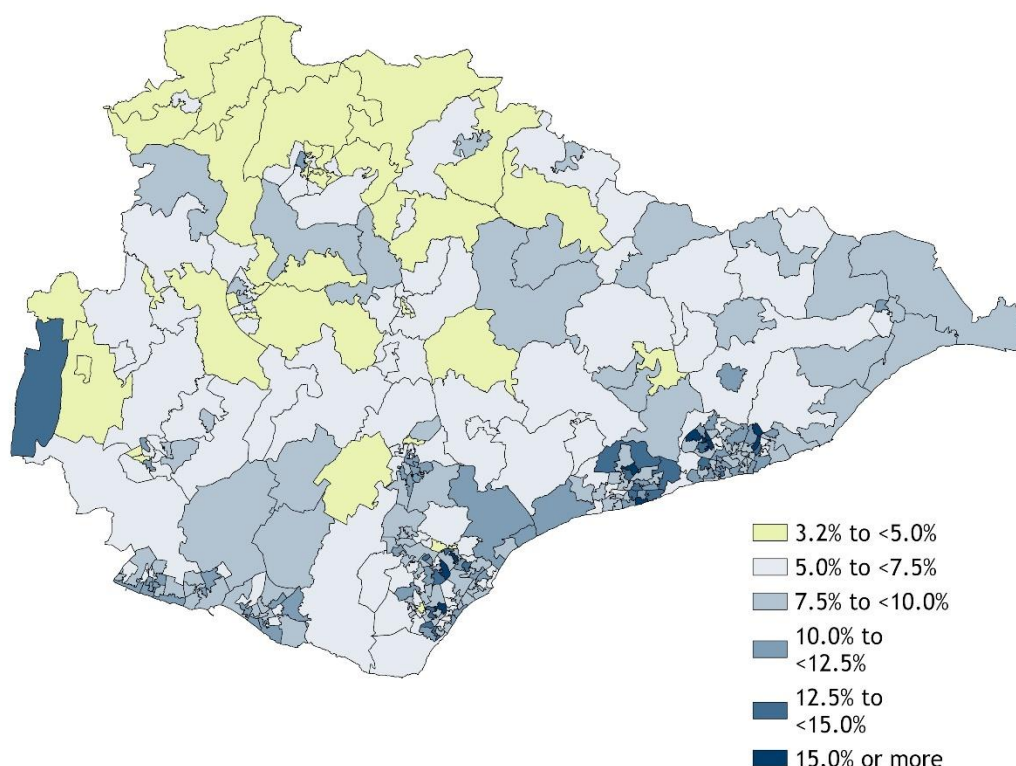 3.2% to <5.0%
5.0% to <7.5%
7.5% to <10.0%
10.0% to
<12.5%
12.5% to
<15.0%
15.0% or more